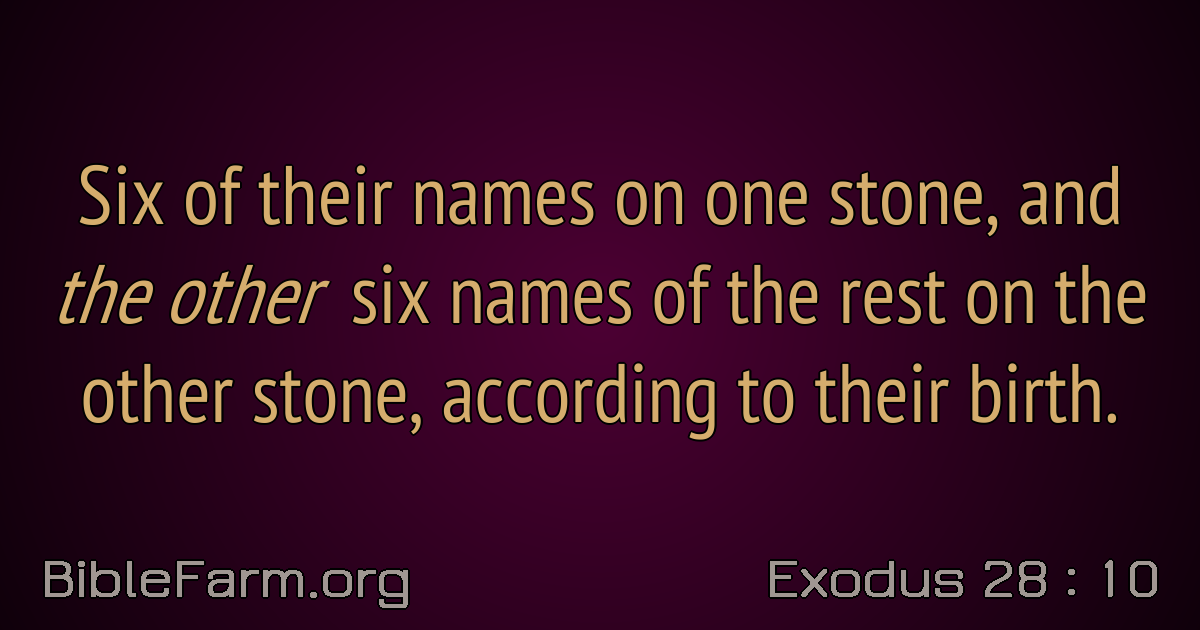 Six of their names on one stone, and
the other six names of the rest on the
other stone, according to their birth.
BibleFarm.org
Exodus 28 : 10